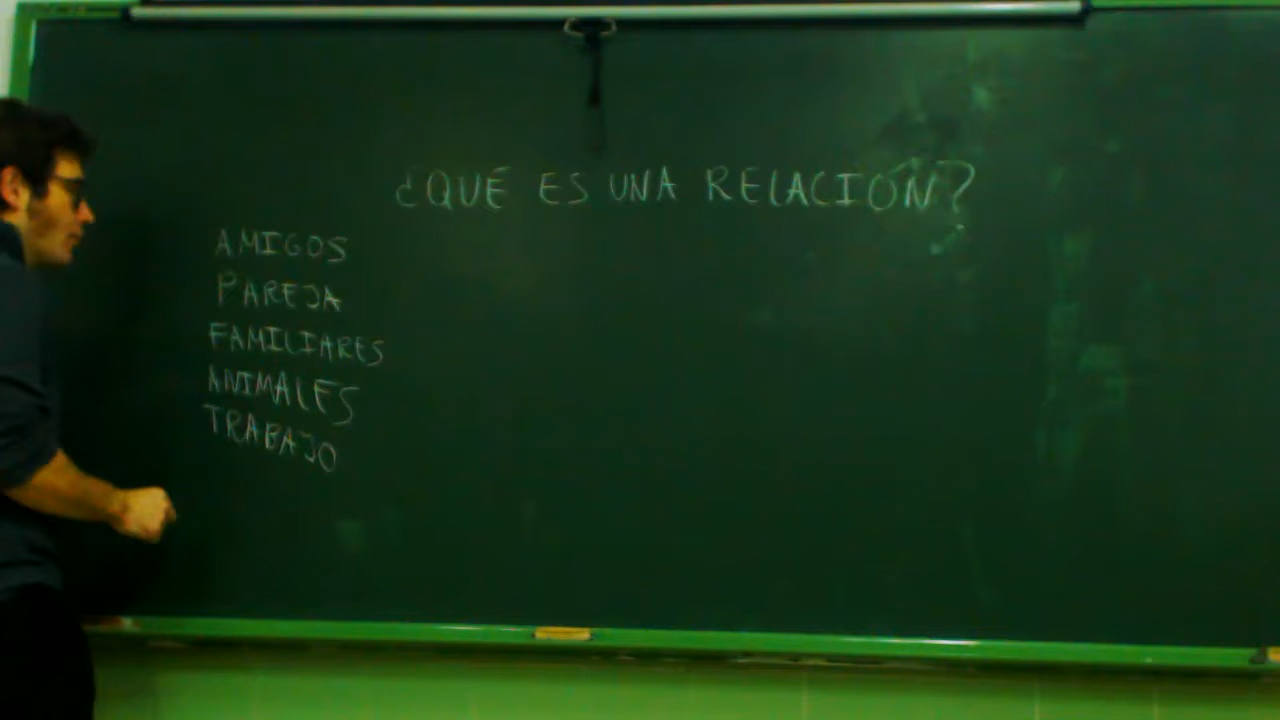 ¿QUÉ ES UNA RELACIÓN?
AMIGOS
PAREJA
FAMILIARES
ANIMALES
TRABAJO